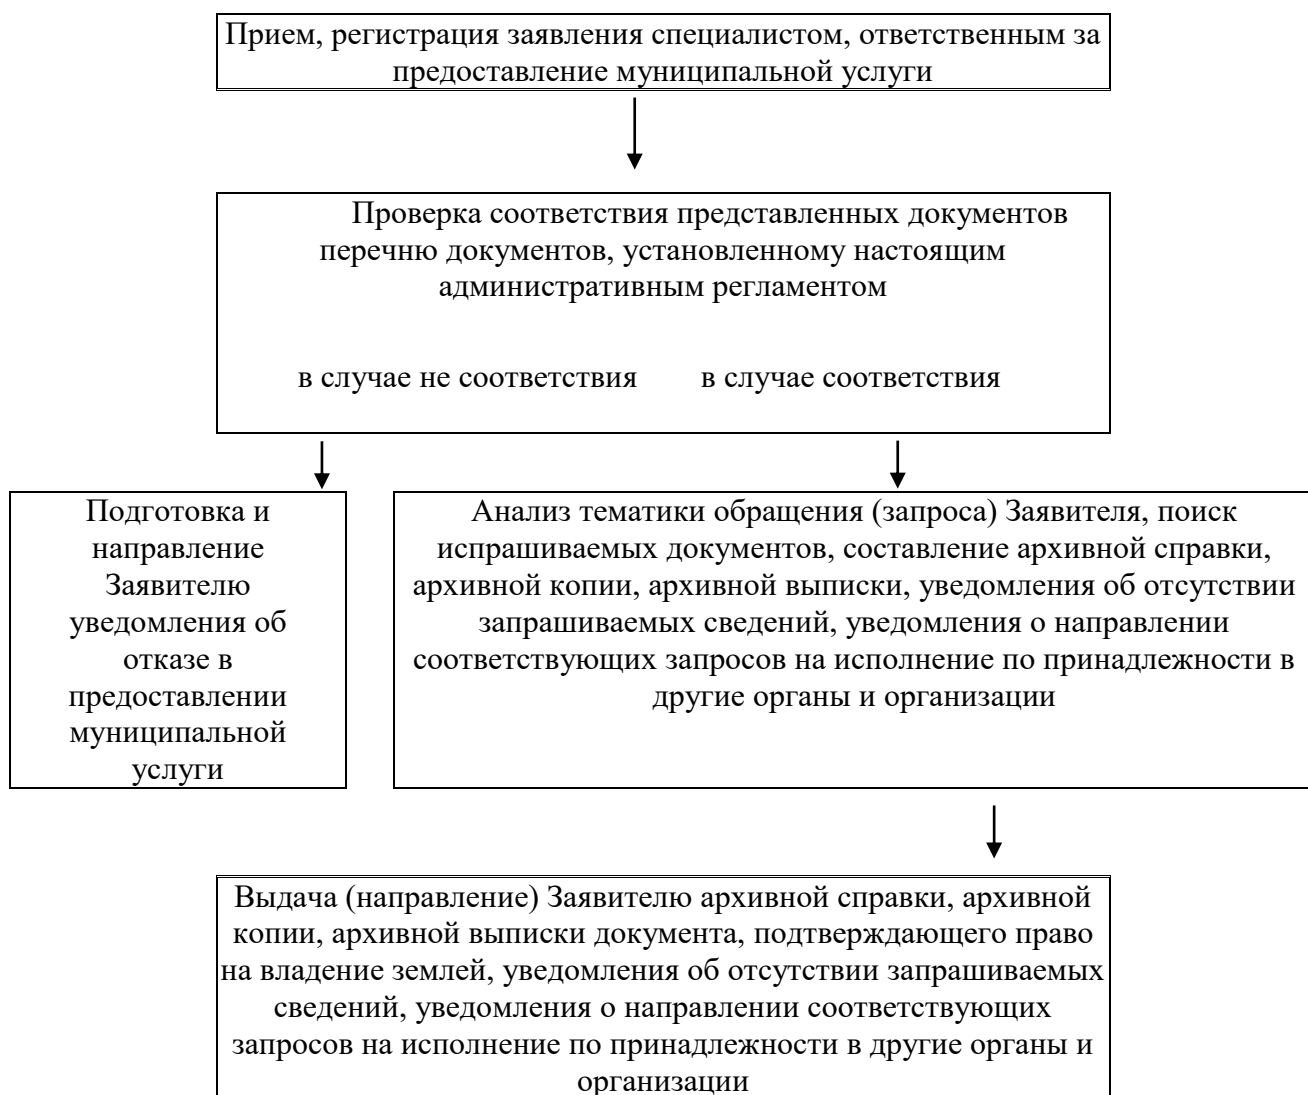 Прием, регистрация заявления специалистом, ответственным за
предоставление муниципальной услуги
Проверка соответствия представленных документов
перечню документов, установленному настоящим
административным регламентом
в случае не соответствия в случае соответствия
Подготовка и
направление
Заявителю
уведомления об
отказе в
предоставлении
муниципальной
услуги
Анализ тематики обращения (запроса) Заявителя, поиск
испрашиваемых документов, составление архивной справки,
архивной копии, архивной выписки, уведомления об отсутствии
запрашиваемых сведений, уведомления о направлении
соответствующих запросов на исполнение по принадлежности в
другие органы и организации
Выдача (направление) Заявителю архивной справки, архивной
копии, архивной выписки документа, подтверждающего право
на владение землей, уведомления об отсутствии запрашиваемых
сведений, уведомления о направлении соответствующих
запросов на исполнение по принадлежности в другие органы и
организации